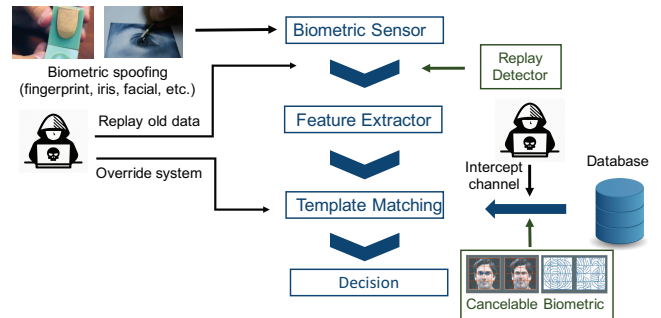 Biometric Sensor
Biometric spoofing
(fingerprint, iris, facial, etc.)
Replay
Detector
Replay old data
Feature Extractor
Override system
Intercept
channel
Database
Template Matching
Decision
Cancelable Biometric